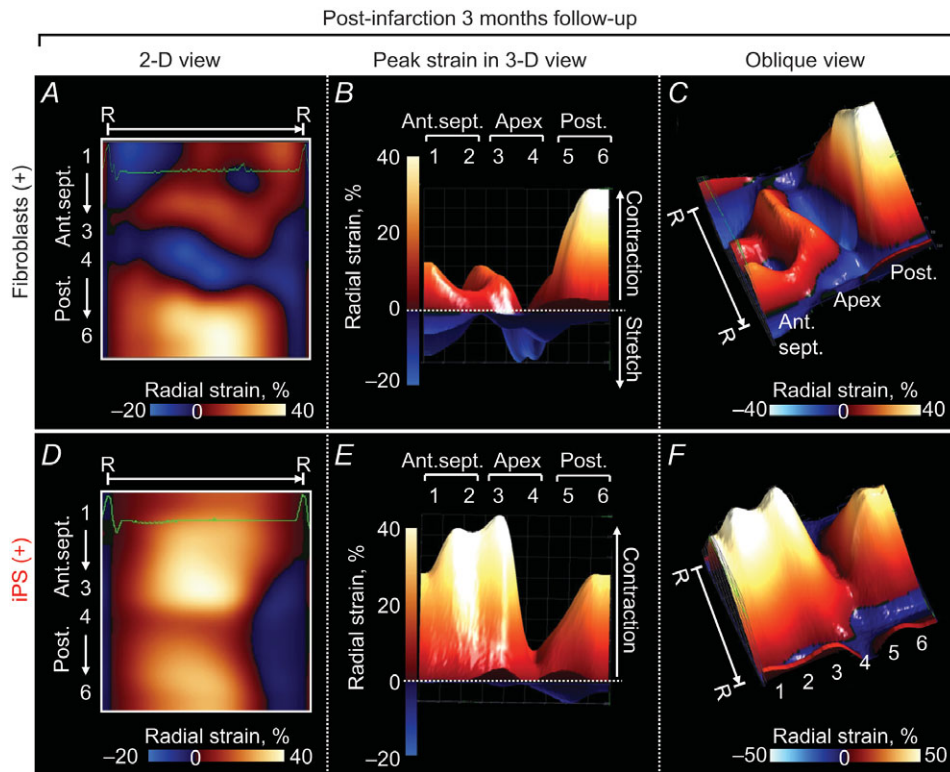 Post-infarction 3 months follow-up
2-D view
Peak strain in 3-D view
Oblique view
Fibroblasts (+)
A
R R
1
Ant.sept.
3
4
Post.
6
Radial strain, %
–20 0 40
B
Ant.sept. Apex Post.
1 2 3 4 5 6
Radial strain, %
40
20
0
–20
Contraction
Stretch
C
R
R
Ant.
sept.
Apex
Post.
Radial strain, %
–40 0 40
iPS (+)
D
R R
1
Ant.sept.
3
4
Post.
6
Radial strain, %
–20 0 40
E
Ant.sept. Apex Post.
1 2 3 4 5 6
Radial strain, %
40
20
0
–20
Contraction
F
R
R
1 2 3 4 5 6
Radial strain, %
–50 0 50